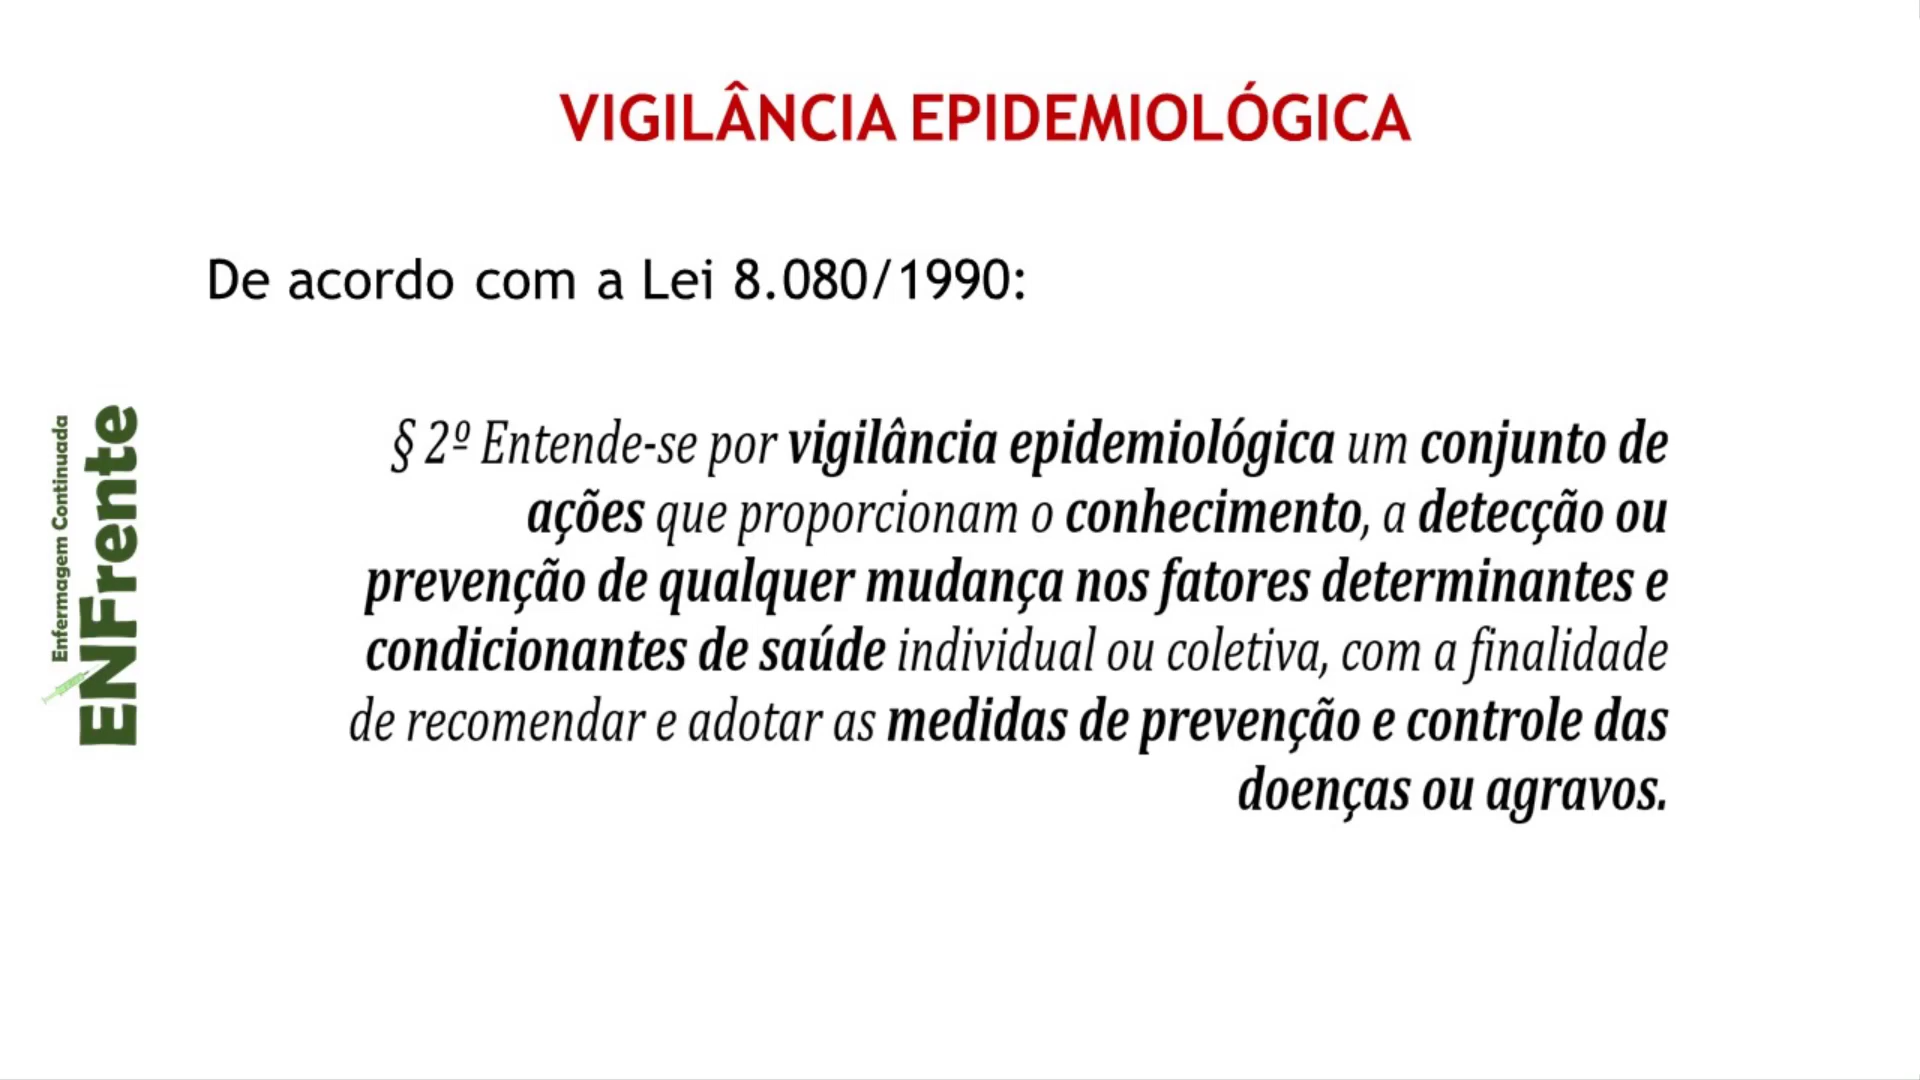 VIGILÂNCIA EPIDEMIOLÓGICA
De acordo com a Lei 8.080/1990:
§ 2º Entende-se por vigilância epidemiológica um conjunto de
ações que proporcionam o conhecimento, a detecção ou
prevenção de qualquer mudança nos fatores determinantes e
condicionantes de saúde individual ou coletiva, com a finalidade
de recomendar e adotar as medidas de prevenção e controle das
doenças ou agravos.
Enfermagem Continuada
ENFrente